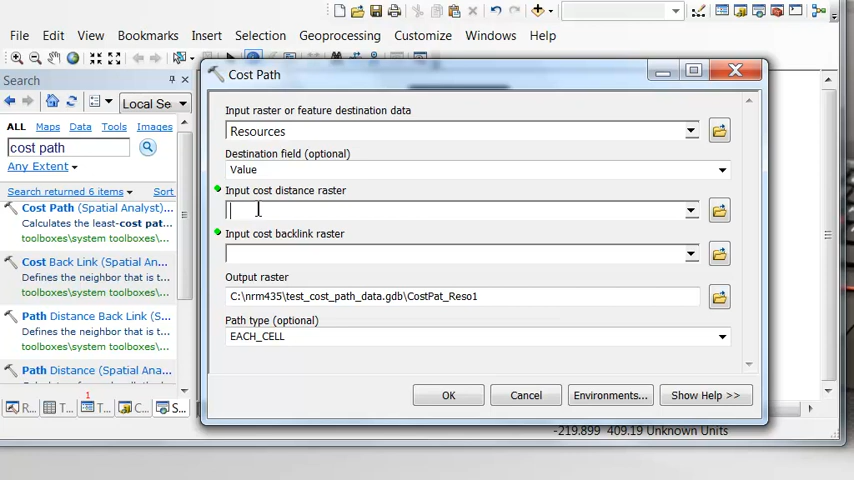 File Edit View Bookmarks Insert Selection Geoprocessing Customize Windows Help
Search
Local Se
ALL Maps Data Tools Images
cost path
Any Extent
Search returned 6 items Sort
Cost Path (Spatial Analyst)...
Calculates the least-cost pat...
toolboxes\system toolboxes\...
Cost Back Link (Spatial Ana...
Defines the neighbor that is t...
toolboxes\system toolboxes\...
Path Distance Back Link (S...
Defines the neighbor that is t...
toolboxes\system toolboxes\...
Path Distance (Spatial Ana...
1
R... T... T... C... S...
Cost Path
Input raster or feature destination data
Resources
Destination field (optional)
Value
Input cost distance raster
Input cost backlink raster
Output raster
C:\nrm435\test_cost_path_data.gdb\CostPat_Reso1
Path type (optional)
EACH_CELL
OK Cancel Environments... Show Help >>
-219.899 409.19 Unknown Units